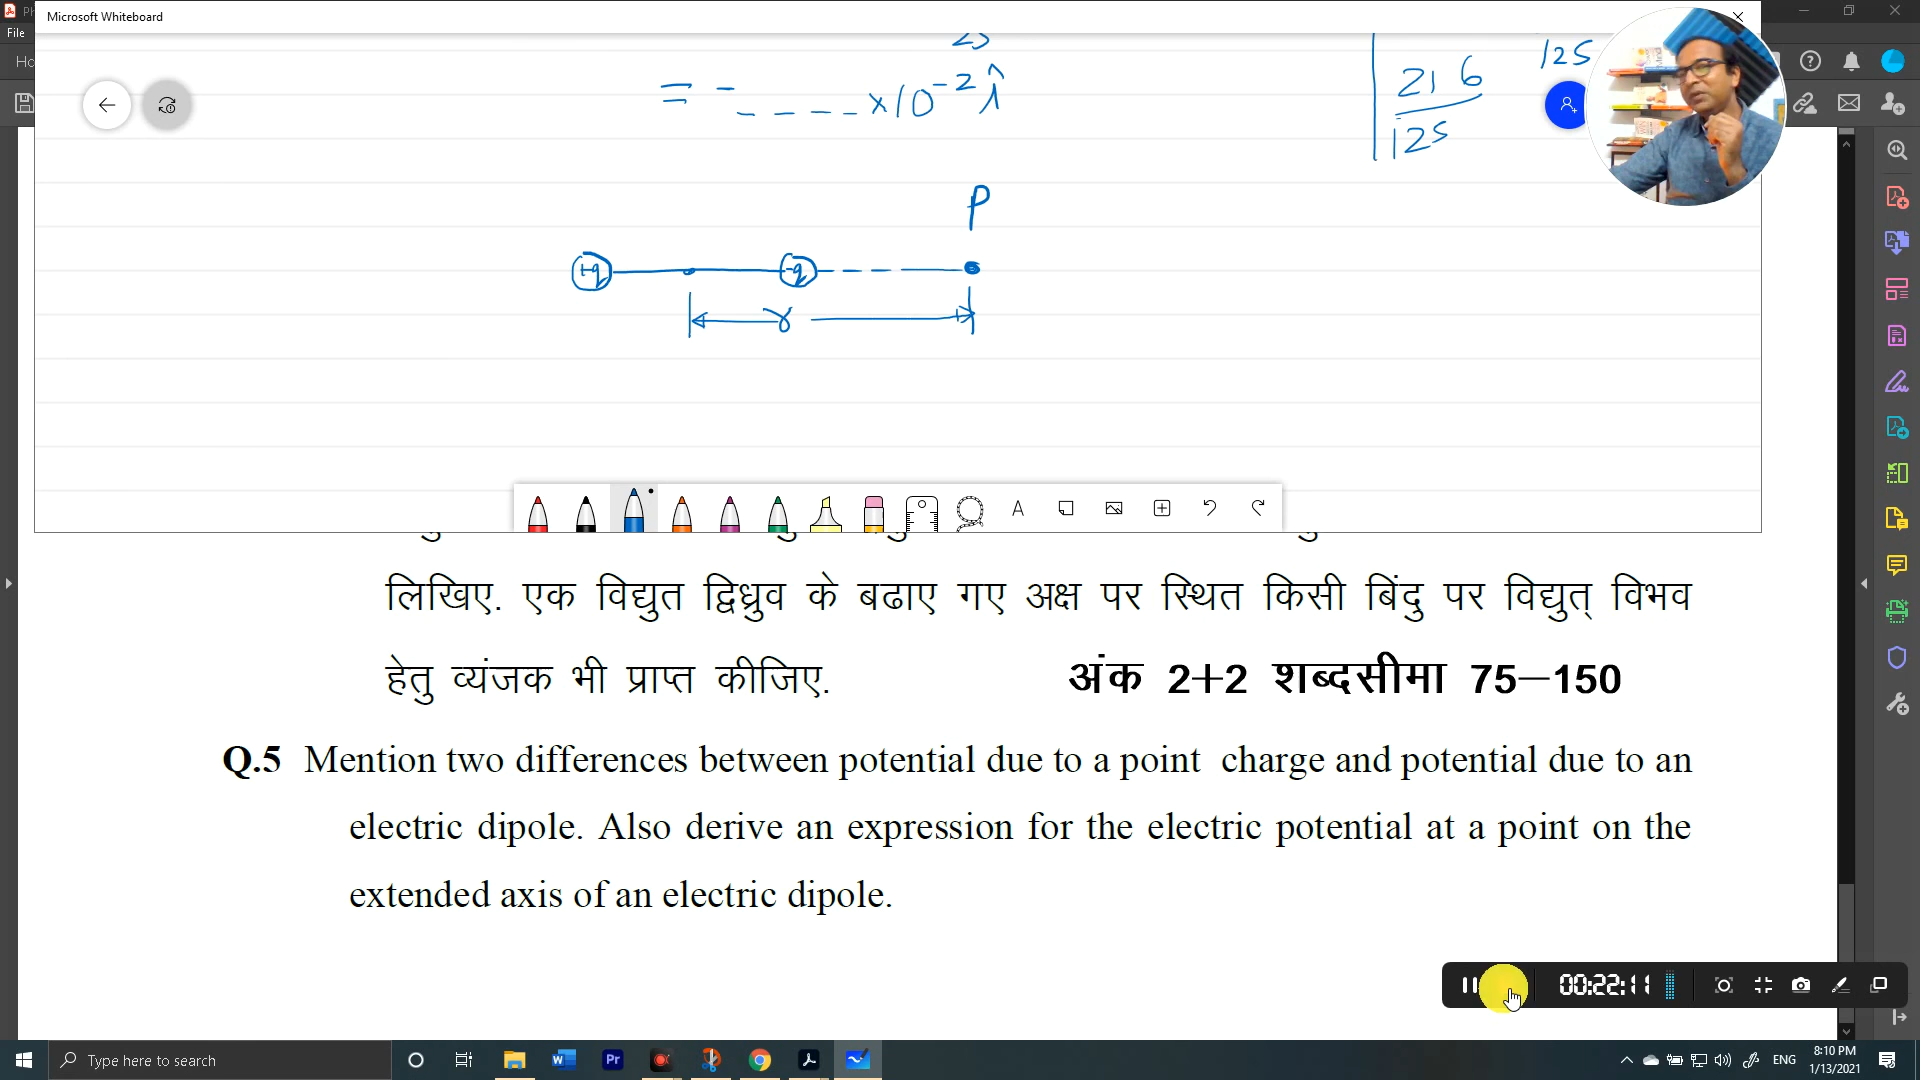 Microsoft Whiteboard
File
= - _ _ _ _ ×10⁻² î
216
125
125
P
+q
-q
r
लिखिए. एक विद्युत द्विध्रुव के बढाए गए अक्ष पर स्थित किसी बिंदु पर विद्युत् विभव
हेतु व्यंजक भी प्राप्त कीजिए. अंक 2+2 शब्दसीमा 75–150
Q.5 Mention two differences between potential due to a point charge and potential due to an
electric dipole. Also derive an expression for the electric potential at a point on the
extended axis of an electric dipole.
00:22:11
Type here to search
ENG
8:10 PM
1/13/2021